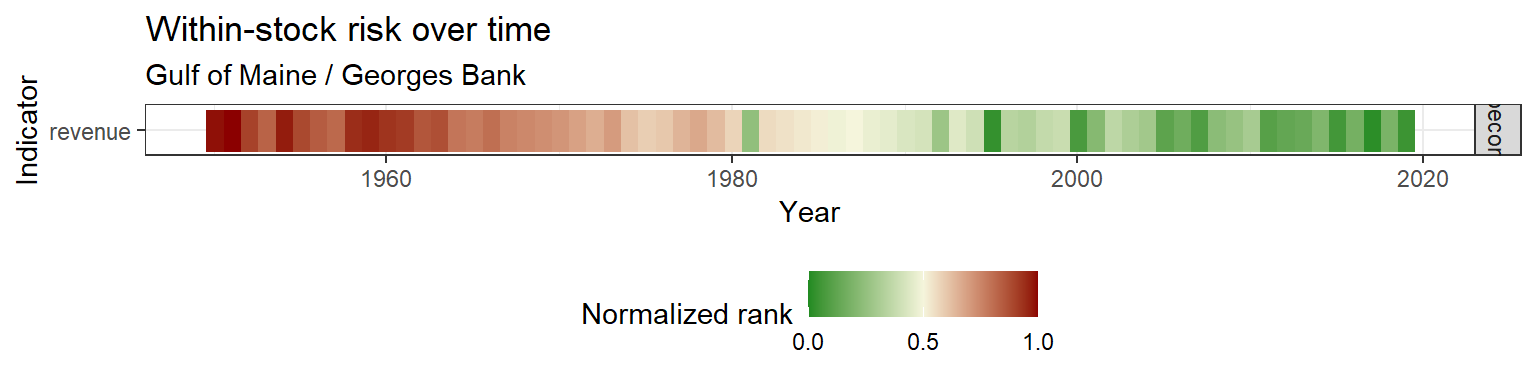 Within-stock risk over time
Gulf of Maine / Georges Bank
Indicator
revenue
1960 1980 2000 2020
Year
Normalized rank
0.0 0.5 1.0